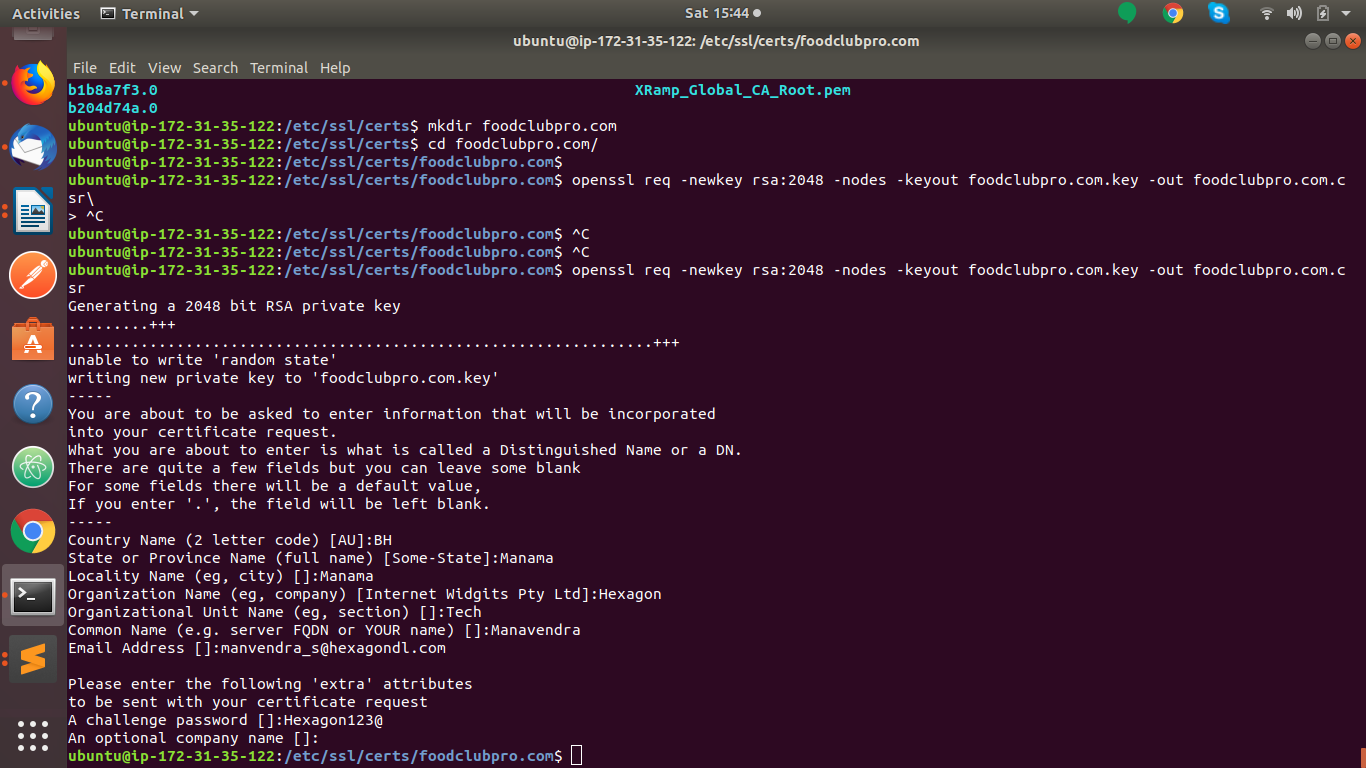 Activities Terminal Sat 15:44
ubuntu@ip-172-31-35-122: /etc/ssl/certs/foodclubpro.com
File Edit View Search Terminal Help
b1b8a7f3.0 XRamp_Global_CA_Root.pem
b204d74a.0
ubuntu@ip-172-31-35-122:/etc/ssl/certs$ mkdir foodclubpro.com
ubuntu@ip-172-31-35-122:/etc/ssl/certs$ cd foodclubpro.com/
ubuntu@ip-172-31-35-122:/etc/ssl/certs/foodclubpro.com$
ubuntu@ip-172-31-35-122:/etc/ssl/certs/foodclubpro.com$ openssl req -newkey rsa:2048 -nodes -keyout foodclubpro.com.key -out foodclubpro.com.c
sr\
> ^C
ubuntu@ip-172-31-35-122:/etc/ssl/certs/foodclubpro.com$ ^C
ubuntu@ip-172-31-35-122:/etc/ssl/certs/foodclubpro.com$ ^C
ubuntu@ip-172-31-35-122:/etc/ssl/certs/foodclubpro.com$ openssl req -newkey rsa:2048 -nodes -keyout foodclubpro.com.key -out foodclubpro.com.c
sr
Generating a 2048 bit RSA private key
.........+++
.................................................................+++
unable to write 'random state'
writing new private key to 'foodclubpro.com.key'
-----
You are about to be asked to enter information that will be incorporated
into your certificate request.
What you are about to enter is what is called a Distinguished Name or a DN.
There are quite a few fields but you can leave some blank
For some fields there will be a default value,
If you enter '.', the field will be left blank.
-----
Country Name (2 letter code) [AU]:BH
State or Province Name (full name) [Some-State]:Manama
Locality Name (eg, city) []:Manama
Organization Name (eg, company) [Internet Widgits Pty Ltd]:Hexagon
Organizational Unit Name (eg, section) []:Tech
Common Name (e.g. server FQDN or YOUR name) []:Manavendra
Email Address []:manvendra_s@hexagondl.com
Please enter the following 'extra' attributes
to be sent with your certificate request
A challenge password []:Hexagon123@
An optional company name []:
ubuntu@ip-172-31-35-122:/etc/ssl/certs/foodclubpro.com$